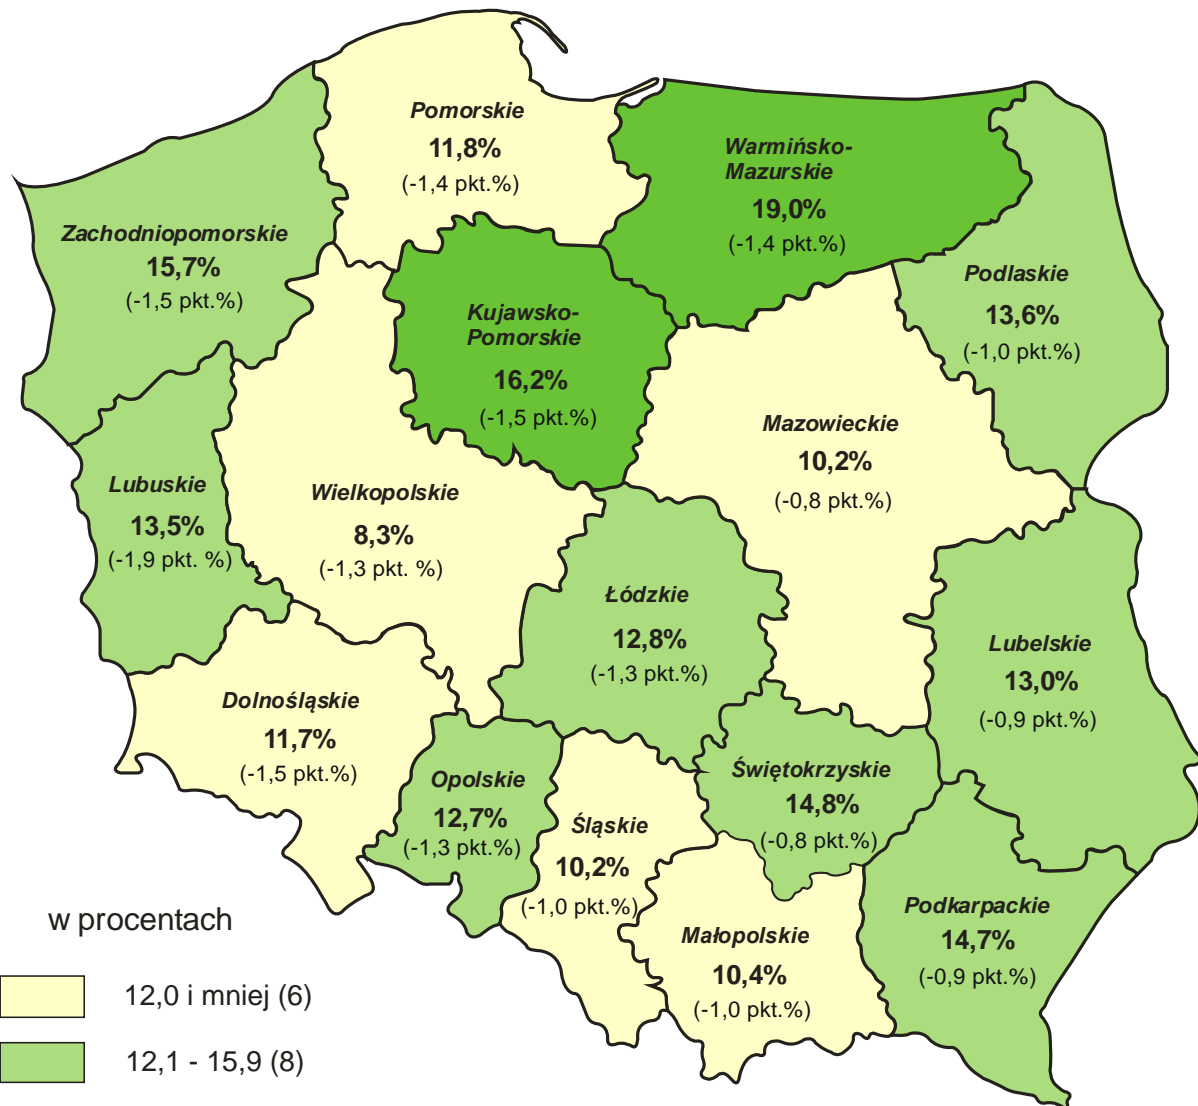 Pomorskie
11,8%
(-1,4 pkt.%)
Warmińsko-
Mazurskie
19,0%
(-1,4 pkt.%)
Zachodniopomorskie
15,7%
(-1,5 pkt.%)
Podlaskie
13,6%
(-1,0 pkt.%)
Kujawsko-
Pomorskie
16,2%
(-1,5 pkt.%)
Mazowieckie
10,2%
(-0,8 pkt.%)
Lubuskie
13,5%
(-1,9 pkt. %)
Wielkopolskie
8,3%
(-1,3 pkt. %)
Łódzkie
12,8%
(-1,3 pkt.%)
Lubelskie
13,0%
(-0,9 pkt.%)
Dolnośląskie
11,7%
(-1,5 pkt.%)
Opolskie
12,7%
(-1,3 pkt.%)
Świętokrzyskie
14,8%
(-0,8 pkt.%)
Śląskie
10,2%
(-1,0 pkt.%)
Małopolskie
10,4%
(-1,0 pkt.%)
Podkarpackie
14,7%
(-0,9 pkt.%)
w procentach
12,0 i mniej (6)
12,1 - 15,9 (8)